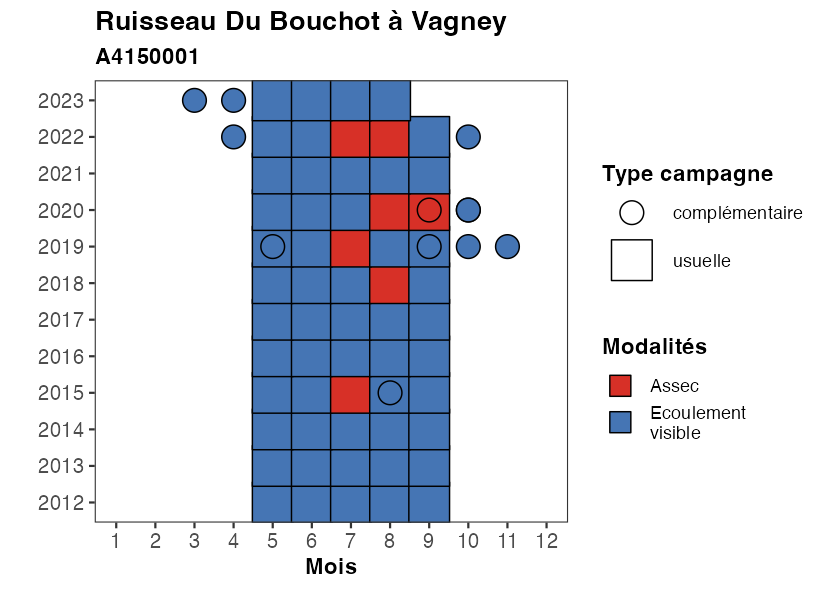 Ruisseau Du Bouchot à Vagney
A4150001
2023
2022
2021
2020
2019
2018
2017
2016
2015
2014
2013
2012
1 2 3 4 5 6 7 8 9 10 11 12
Mois
Type campagne
complémentaire
usuelle
Modalités
Assec
Ecoulement
visible